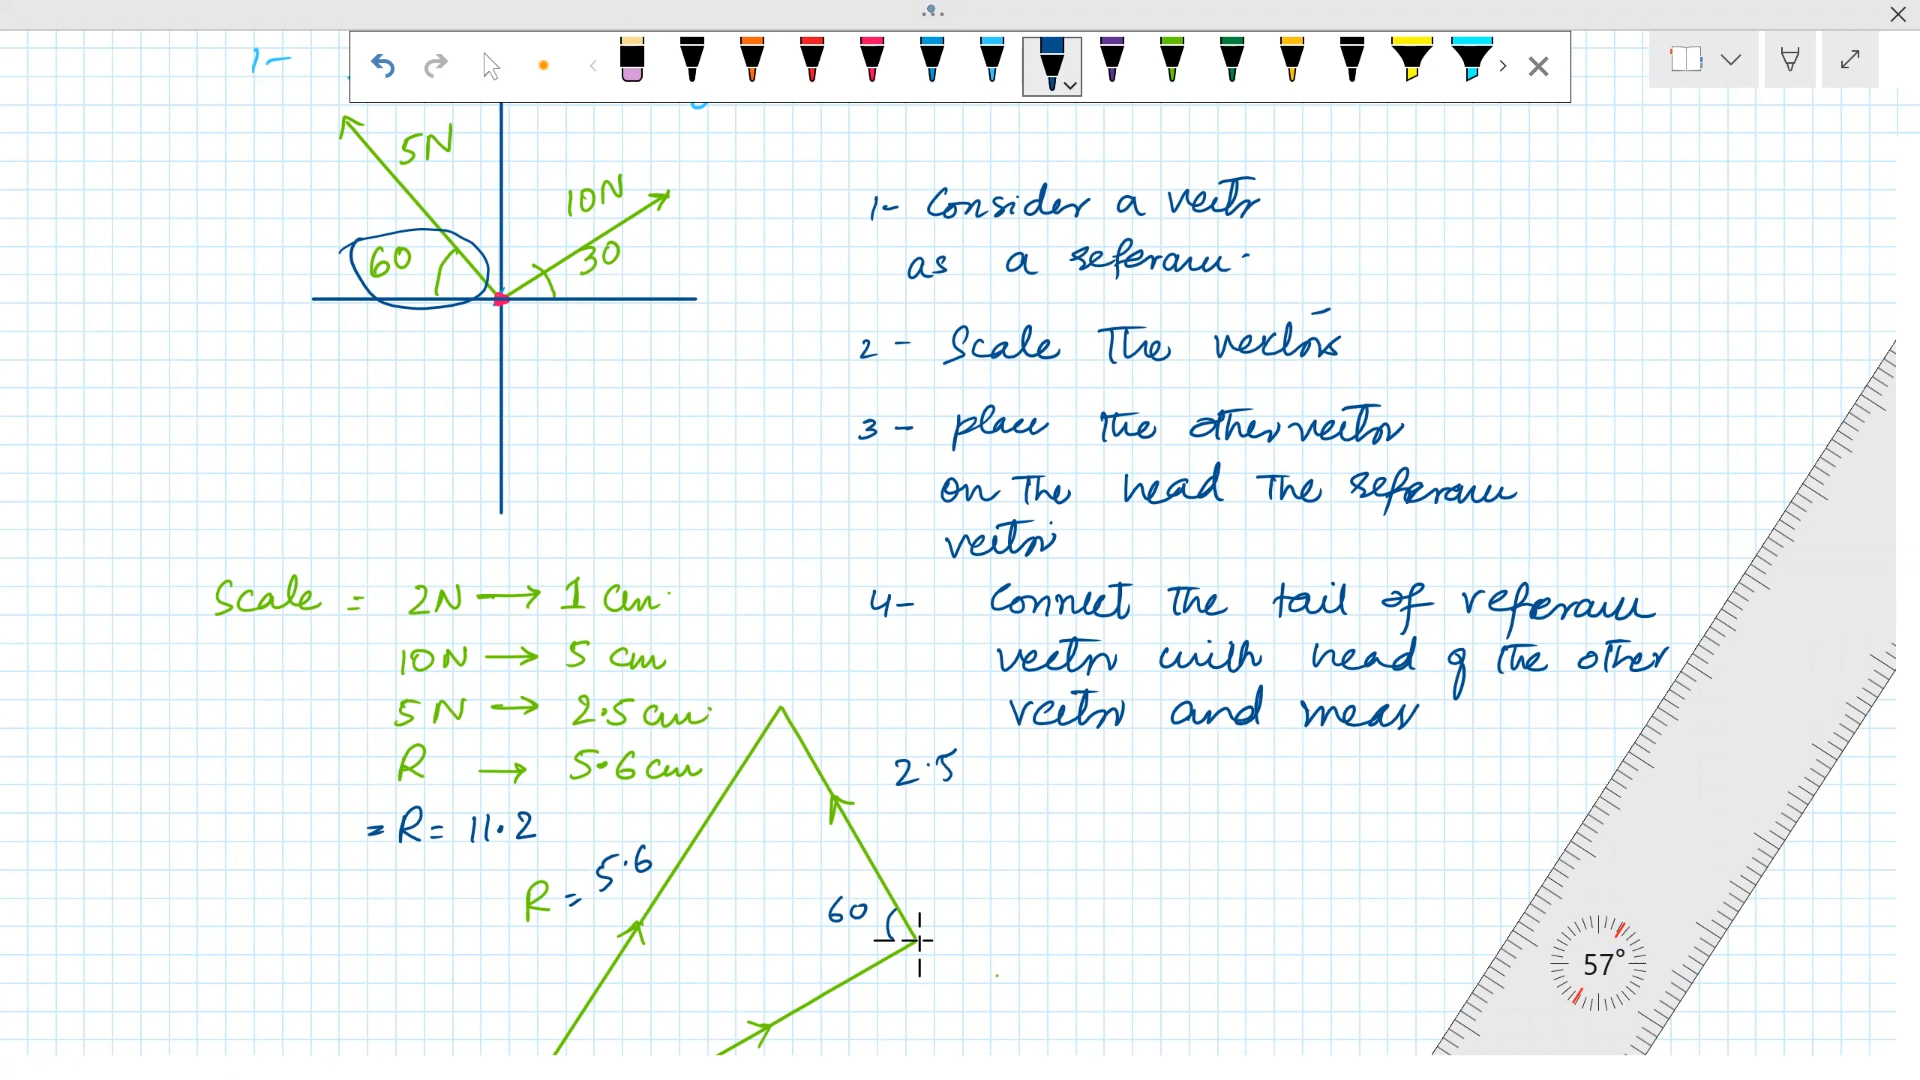 1-
5N
10N
60
30
1- Consider a vector
as a referance.
2 - Scale The vectors
3 - place the other vector
on The head The referance
vector
4- Connect the tail of referance
vector with head of the other
vector and meas
Scale = 2N → 1 cm.
10N → 5 cm
5N → 2.5 cm.
R → 5.6 cm
= R = 11.2
2.5
R = 5.6
60
57°